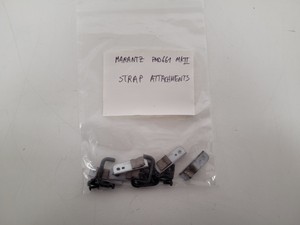 MARANTZ PMD661 MKII
STRAP ATTACHMENTS